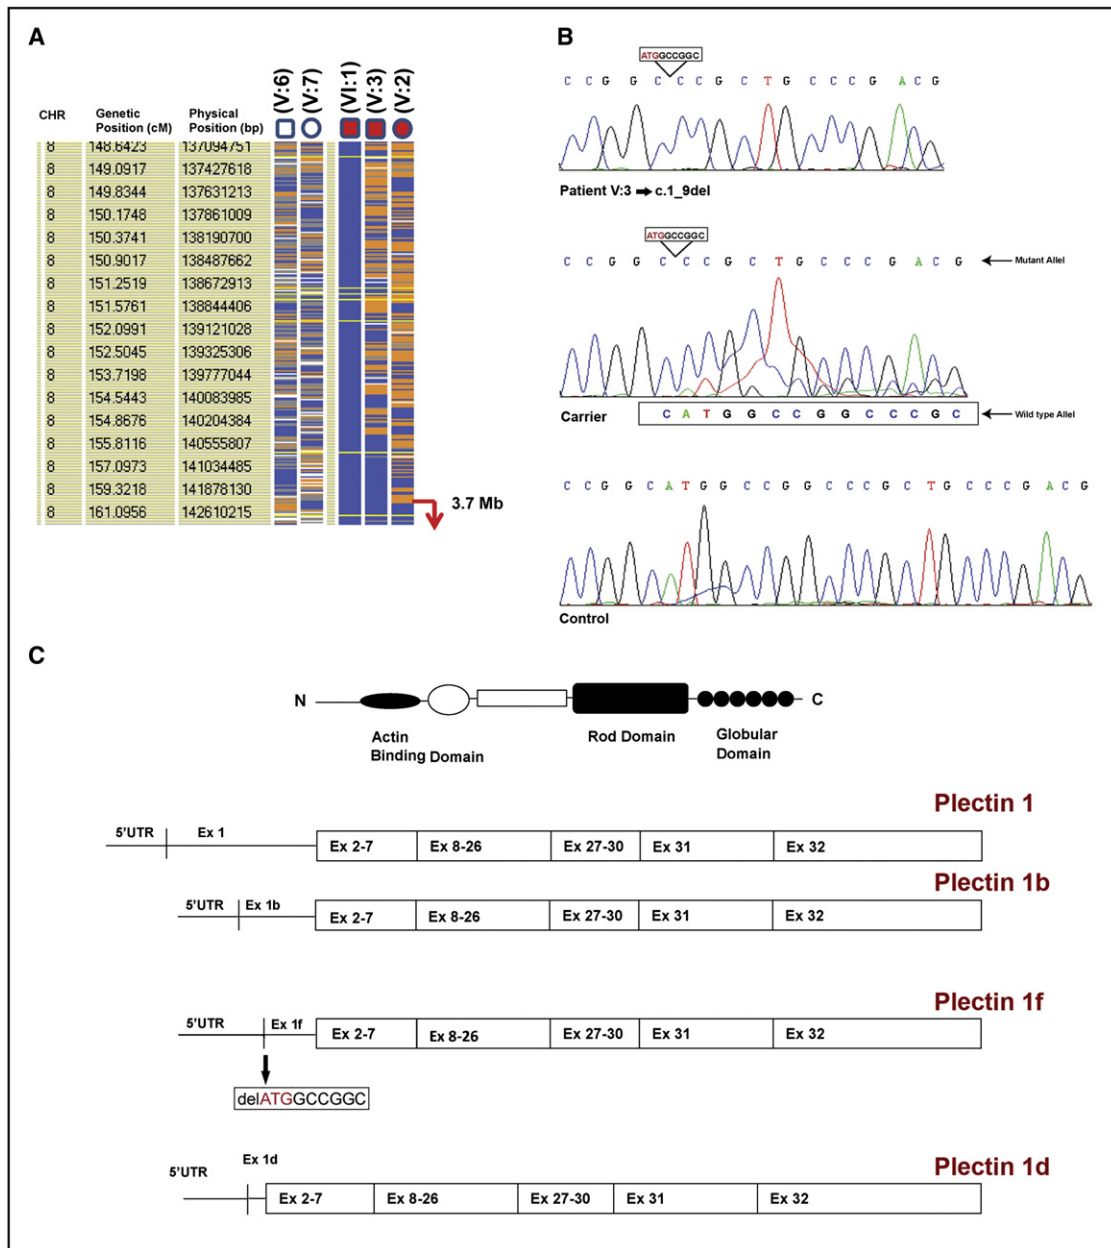 A
(V:6) (V:7) (VI:1) (V:3) (V:2)
CHR Genetic Position (cM) Physical Position (bp)
8 148.6423 137094751
8 149.0917 137427618
8 149.8344 137631213
8 150.1748 137861009
8 150.3741 138190700
8 150.9017 138487662
8 151.2519 138672913
8 151.5761 138844406
8 152.0991 139121028
8 152.5045 139325306
8 153.7198 139777044
8 154.5443 140083985
8 154.8676 140204384
8 155.8116 140555807
8 157.0973 141034485
8 159.3218 141878130
8 161.0956 142610215
3.7 Mb
B
ATGGCCGGC
C C G G C C C G C T G C C C G A C G
Patient V:3 ➡ c.1_9del
ATGGCCGGC
C C G G C C C G C T G C C C G A C G
Mutant Allel
Carrier
C A T G G C C G G C C C G C
Wild type Allel
C C G G C A T G G C C G G C C C G C T G C C C G A C G
Control
C
N C
Actin Binding Domain
Rod Domain
Globular Domain
Plectin 1
5'UTR Ex 1
Ex 2-7 Ex 8-26 Ex 27-30 Ex 31 Ex 32
Plectin 1b
5'UTR Ex 1b
Ex 2-7 Ex 8-26 Ex 27-30 Ex 31 Ex 32
Plectin 1f
5'UTR Ex 1f
Ex 2-7 Ex 8-26 Ex 27-30 Ex 31 Ex 32
delATGGCCGGC
Plectin 1d
5'UTR Ex 1d
Ex 2-7 Ex 8-26 Ex 27-30 Ex 31 Ex 32